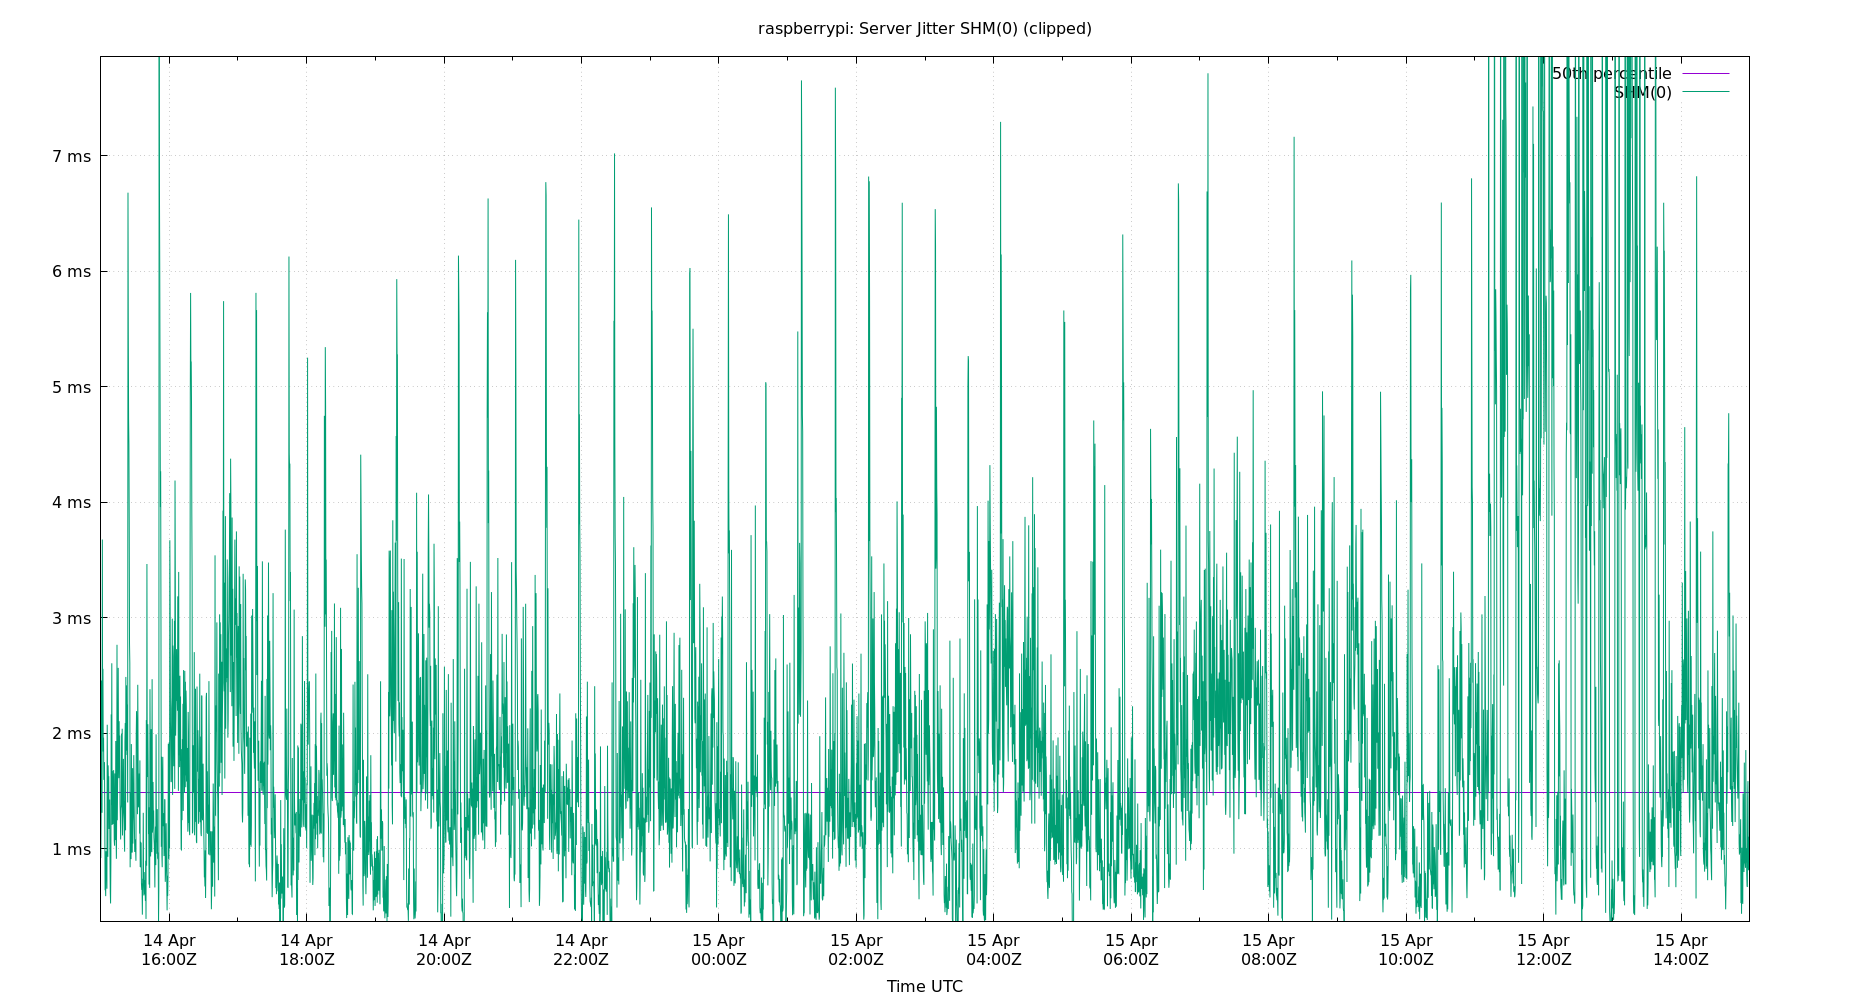 raspberrypi: Server Jitter SHM(0) (clipped)
50th percentile
SHM(0)
7 ms
6 ms
5 ms
4 ms
3 ms
2 ms
1 ms
14 Apr 14 Apr 14 Apr 14 Apr 15 Apr 15 Apr 15 Apr 15 Apr 15 Apr 15 Apr 15 Apr 15 Apr
16:00Z 18:00Z 20:00Z 22:00Z 00:00Z 02:00Z 04:00Z 06:00Z 08:00Z 10:00Z 12:00Z 14:00Z
Time UTC